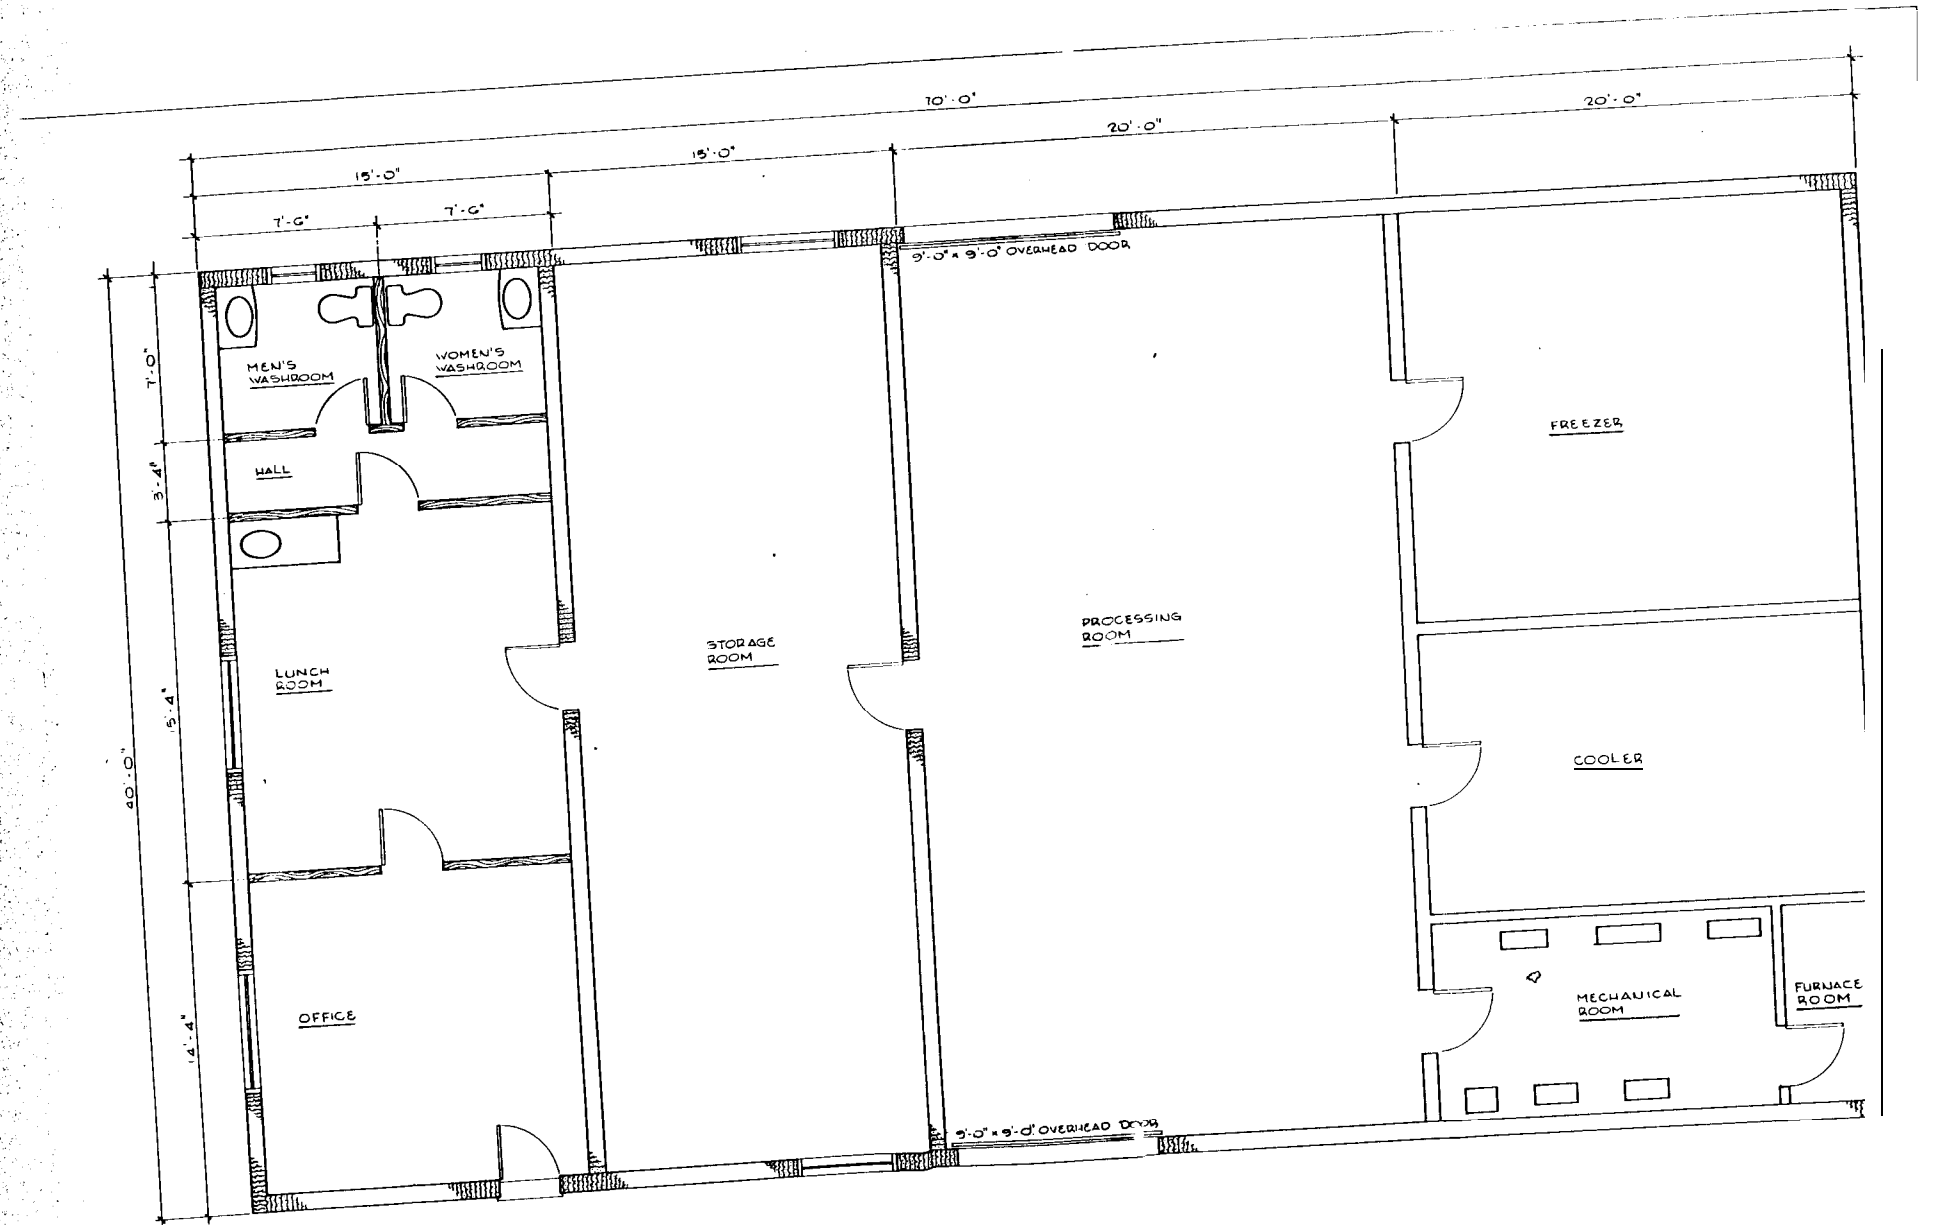 70'-0"
20'-0"
20'-0"
15'-0"
15'-0"
7'-6"
7'-6"
9'-0" x 9'-0" OVERHEAD DOOR
7'-0"
MEN'S
WASHROOM
WOMEN'S
WASHROOM
3'-4"
HALL
FREEZER
STORAGE
ROOM
PROCESSING
ROOM
LUNCH
ROOM
15'-4"
40'-0"
COOLER
OFFICE
14'-4"
MECHANICAL
ROOM
FURNACE
ROOM
9'-0" x 9'-0" OVERHEAD DOOR